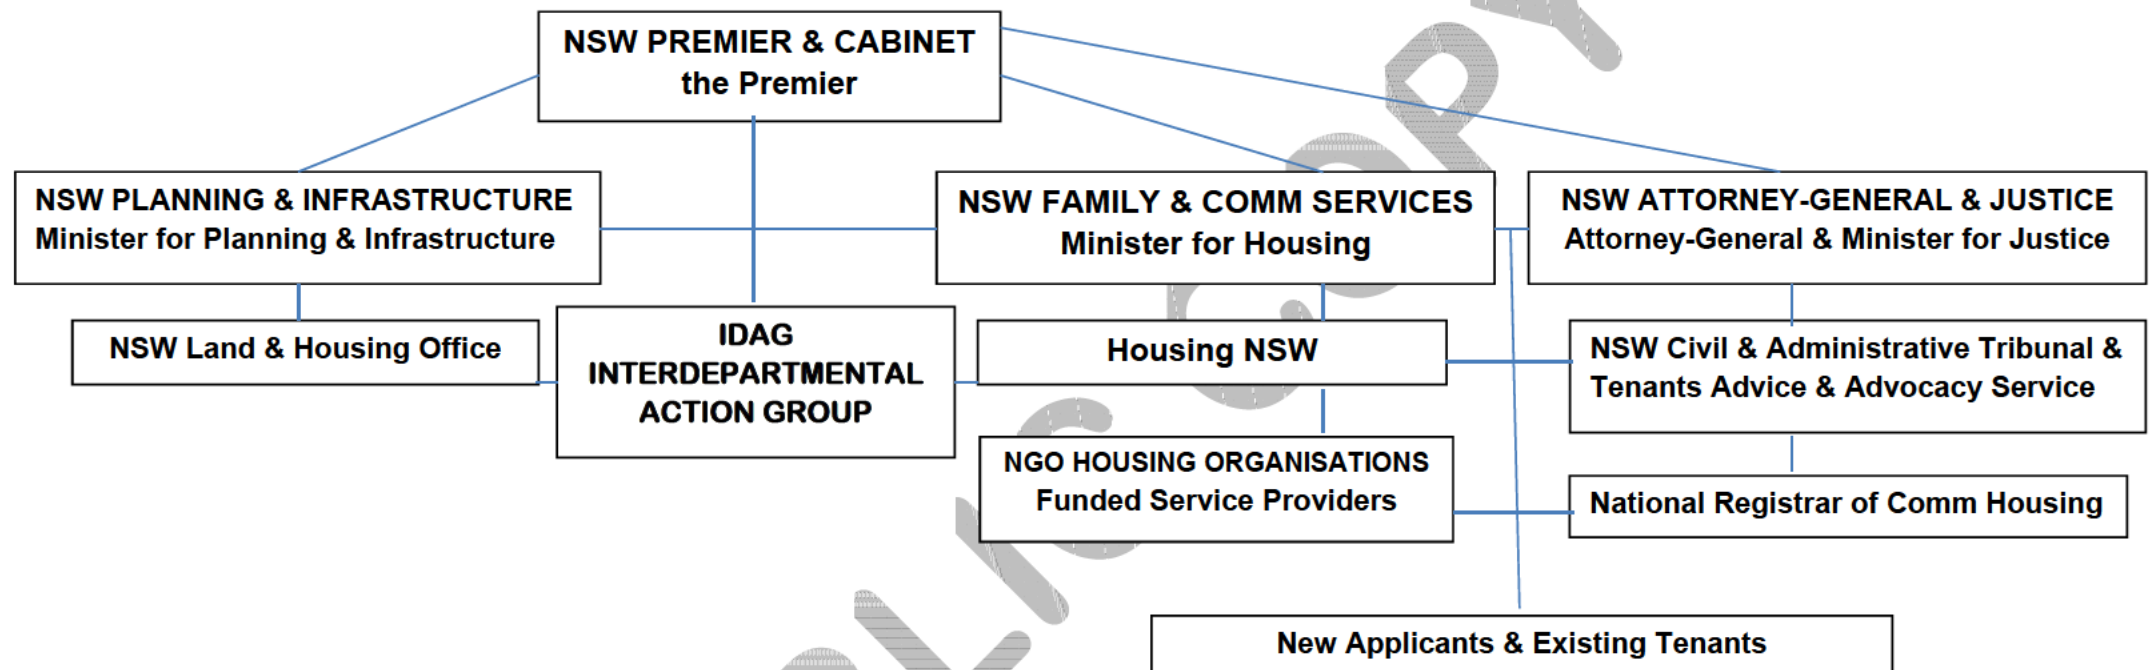 NSW PREMIER & CABINET
the Premier
NSW PLANNING & INFRASTRUCTURE
Minister for Planning & Infrastructure
NSW FAMILY & COMM SERVICES
Minister for Housing
NSW ATTORNEY-GENERAL & JUSTICE
Attorney-General & Minister for Justice
NSW Land & Housing Office
IDAG
INTERDEPARTMENTAL
ACTION GROUP
Housing NSW
NSW Civil & Administrative Tribunal &
Tenants Advice & Advocacy Service
NGO HOUSING ORGANISATIONS
Funded Service Providers
National Registrar of Comm Housing
New Applicants & Existing Tenants
COPY